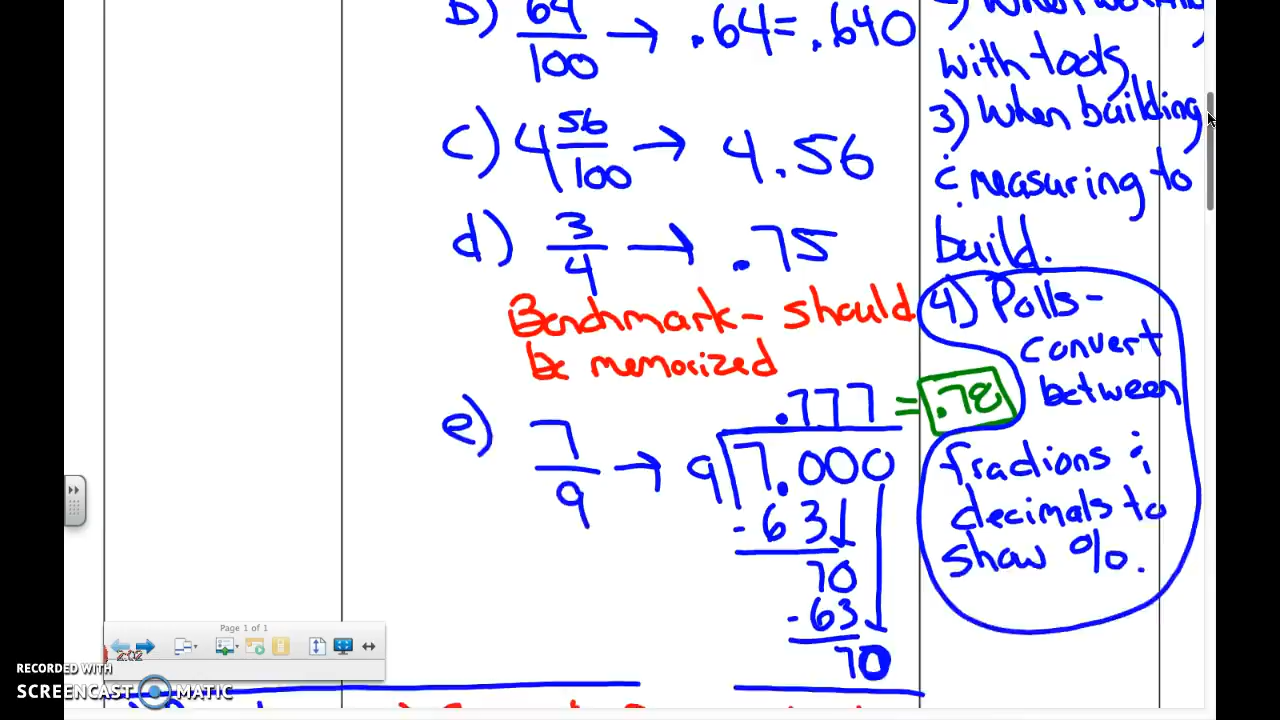 b) 64/100 → .64 = .640
c) 4 56/100 → 4.56
d) 3/4 → .75
Benchmark - should
be memorized
e) 7/9 → 9 7.000
.777 = .78
-63
70
-63
70
with tools
3) When building
& measuring to
build.
4) Polls -
convert
between
fractions &
decimals to
show %.
Page 1 of 1
2:02
RECORDED WITH
SCREENCAST MATIC